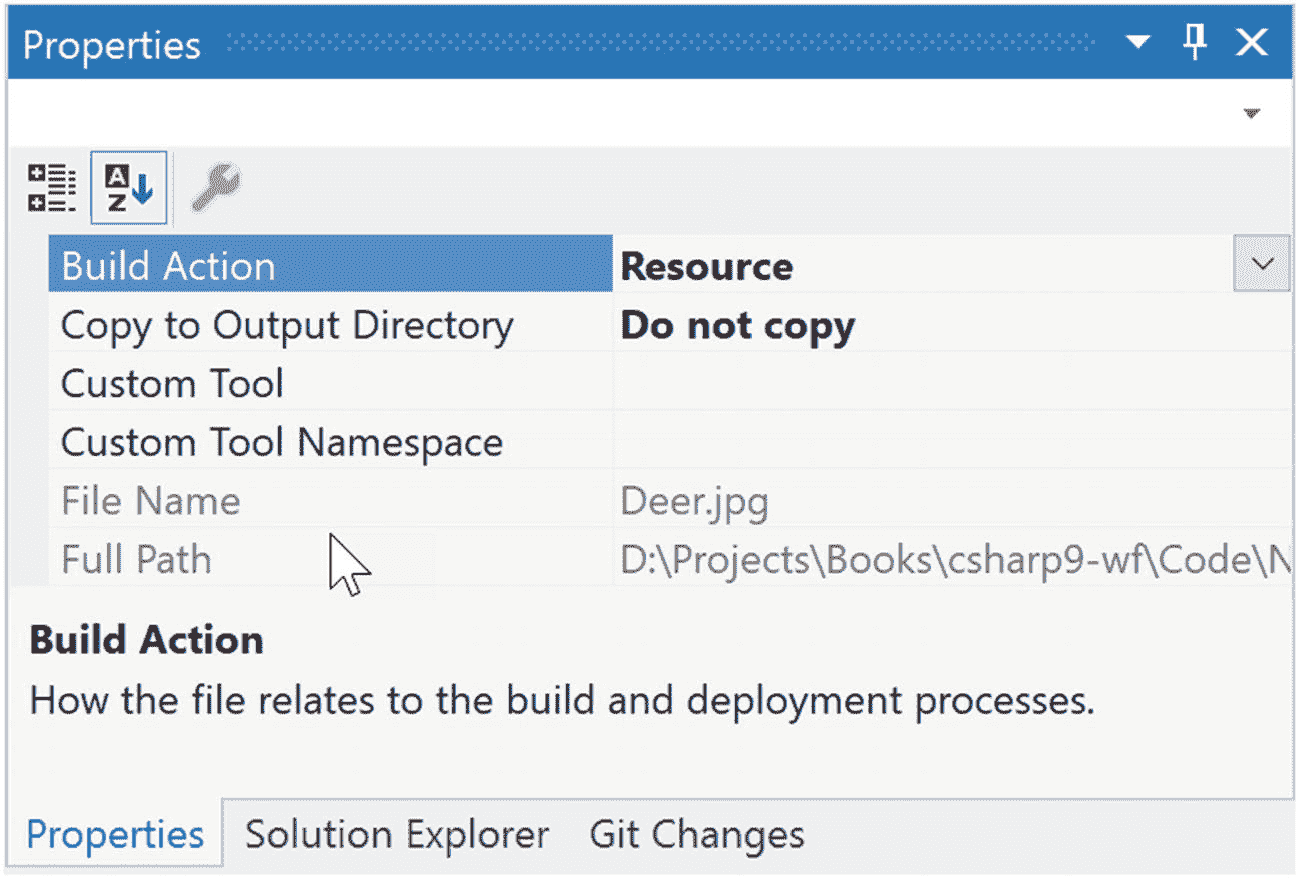 Properties
Build Action Resource
Copy to Output Directory Do not copy
Custom Tool
Custom Tool Namespace
File Name Deer.jpg
Full Path D:\Projects\Books\csharp9-wf\Code\N
Build Action
How the file relates to the build and deployment processes.
Properties Solution Explorer Git Changes